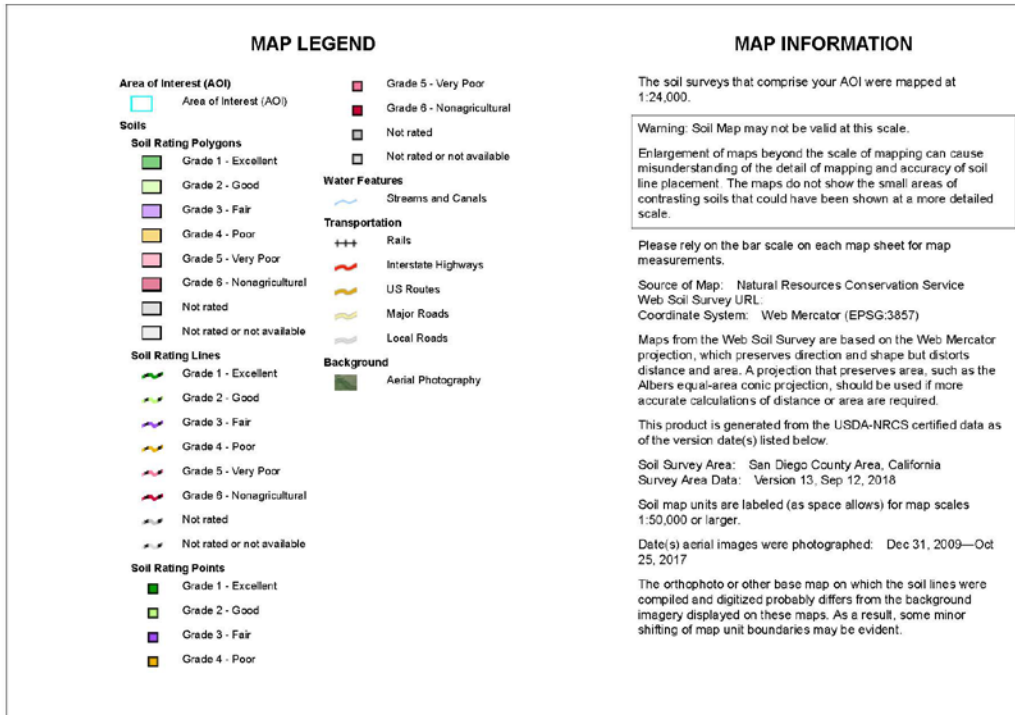 MAP LEGEND
Area of Interest (AOI)
Area of Interest (AOI)
Soils
Soil Rating Polygons
Grade 1 - Excellent
Grade 2 - Good
Grade 3 - Fair
Grade 4 - Poor
Grade 5 - Very Poor
Grade 6 - Nonagricultural
Not rated
Not rated or not available
Soil Rating Lines
Grade 1 - Excellent
Grade 2 - Good
Grade 3 - Fair
Grade 4 - Poor
Grade 5 - Very Poor
Grade 6 - Nonagricultural
Not rated
Not rated or not available
Soil Rating Points
Grade 1 - Excellent
Grade 2 - Good
Grade 3 - Fair
Grade 4 - Poor
Grade 5 - Very Poor
Grade 6 - Nonagricultural
Not rated
Not rated or not available
Water Features
Streams and Canals
Transportation
Rails
Interstate Highways
US Routes
Major Roads
Local Roads
Background
Aerial Photography
MAP INFORMATION
The soil surveys that comprise your AOI were mapped at
1:24,000.
Warning: Soil Map may not be valid at this scale.
Enlargement of maps beyond the scale of mapping can cause
misunderstanding of the detail of mapping and accuracy of soil
line placement. The maps do not show the small areas of
contrasting soils that could have been shown at a more detailed
scale.
Please rely on the bar scale on each map sheet for map
measurements.
Source of Map: Natural Resources Conservation Service
Web Soil Survey URL:
Coordinate System: Web Mercator (EPSG:3857)
Maps from the Web Soil Survey are based on the Web Mercator
projection, which preserves direction and shape but distorts
distance and area. A projection that preserves area, such as the
Albers equal-area conic projection, should be used if more
accurate calculations of distance or area are required.
This product is generated from the USDA-NRCS certified data as
of the version date(s) listed below.
Soil Survey Area: San Diego County Area, California
Survey Area Data: Version 13, Sep 12, 2018
Soil map units are labeled (as space allows) for map scales
1:50,000 or larger.
Date(s) aerial images were photographed: Dec 31, 2009—Oct
25, 2017
The orthophoto or other base map on which the soil lines were
compiled and digitized probably differs from the background
imagery displayed on these maps. As a result, some minor
shifting of map unit boundaries may be evident.